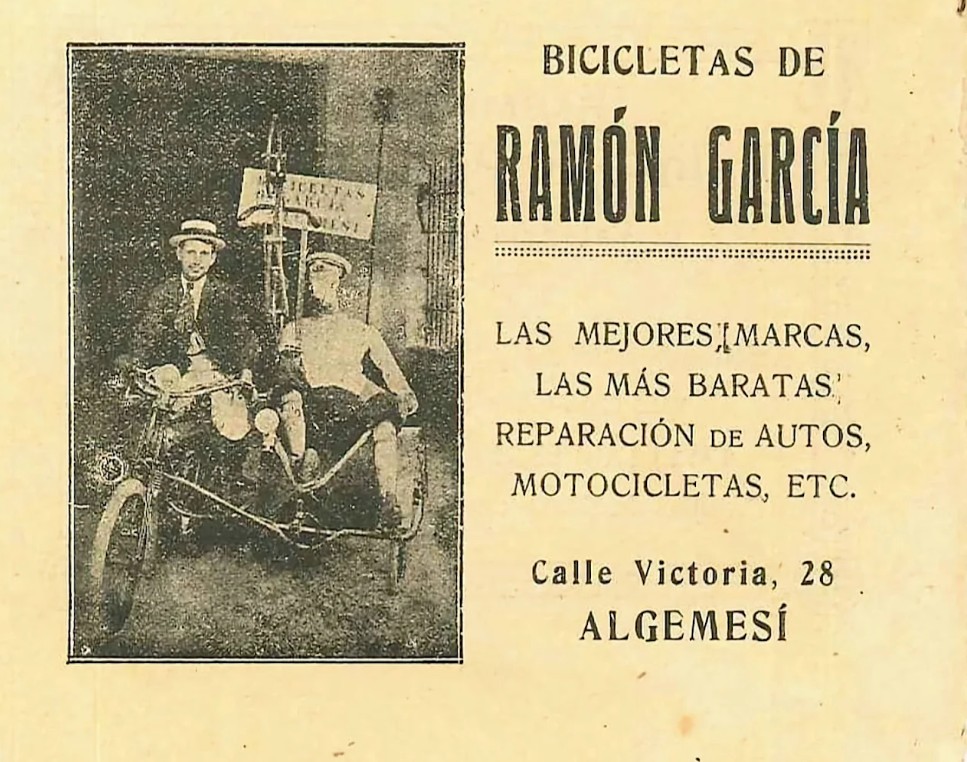 GARCIA
BICICLETAS DE
RAMÓN GARCÍA
LAS MEJORES MARCAS,
LAS MÁS BARATAS,
REPARACIÓN DE AUTOS,
MOTOCICLETAS, ETC.
Calle Victoria, 28
ALGEMESÍ